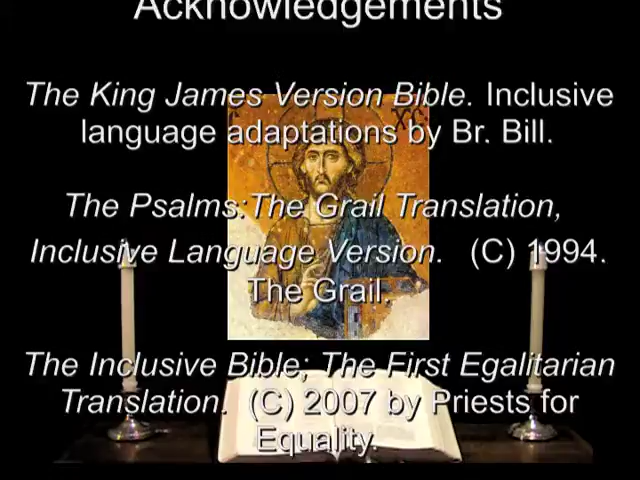 Acknowledgements
The King James Version Bible. Inclusive
language adaptations by Br. Bill.
The Psalms:The Grail Translation,
Inclusive Language Version. (C) 1994.
The Grail.
The Inclusive Bible; The First Egalitarian
Translation. (C) 2007 by Priests for
Equality.